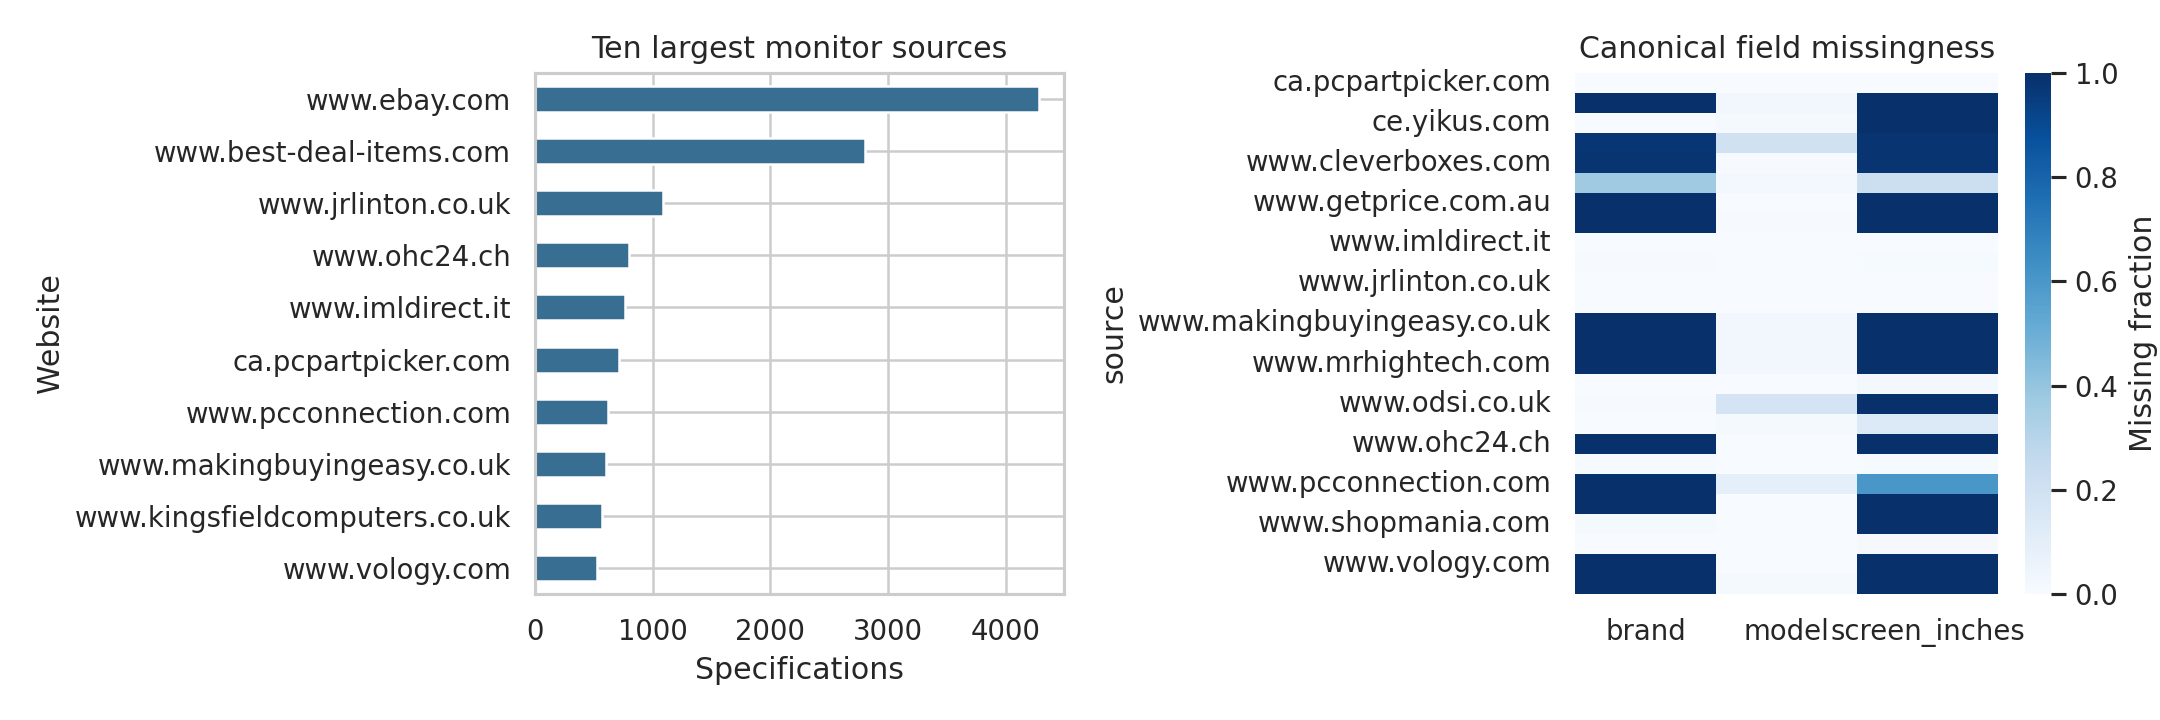 Ten largest monitor sources
Website
www.ebay.com
www.best-deal-items.com
www.jrlinton.co.uk
www.ohc24.ch
www.imldirect.it
ca.pcpartpicker.com
www.pcconnection.com
www.makingbuyingeasy.co.uk
www.kingsfieldcomputers.co.uk
www.vology.com
0 1000 2000 3000 4000
Specifications
Canonical field missingness
source
ca.pcpartpicker.com
ce.yikus.com
www.cleverboxes.com
www.getprice.com.au
www.imldirect.it
www.jrlinton.co.uk
www.makingbuyingeasy.co.uk
www.mrhightech.com
www.odsi.co.uk
www.ohc24.ch
www.pcconnection.com
www.shopmania.com
www.vology.com
brand model screen_inches
1.0
0.8
0.6
0.4
0.2
0.0
Missing fraction